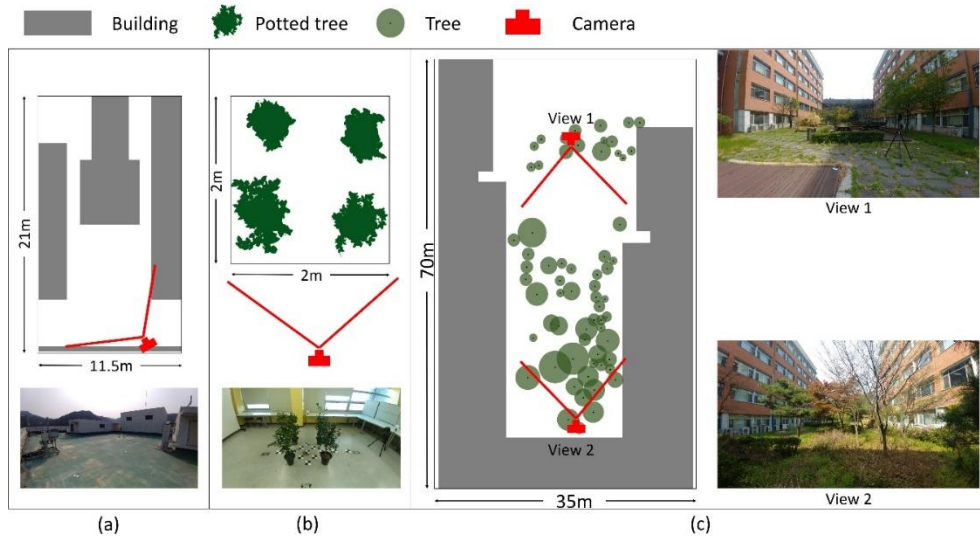 Building
Potted tree
Tree
Camera
21m
11.5m
2m
2m
70m
35m
View 1
View 2
View 1
View 2
(a)
(b)
(c)